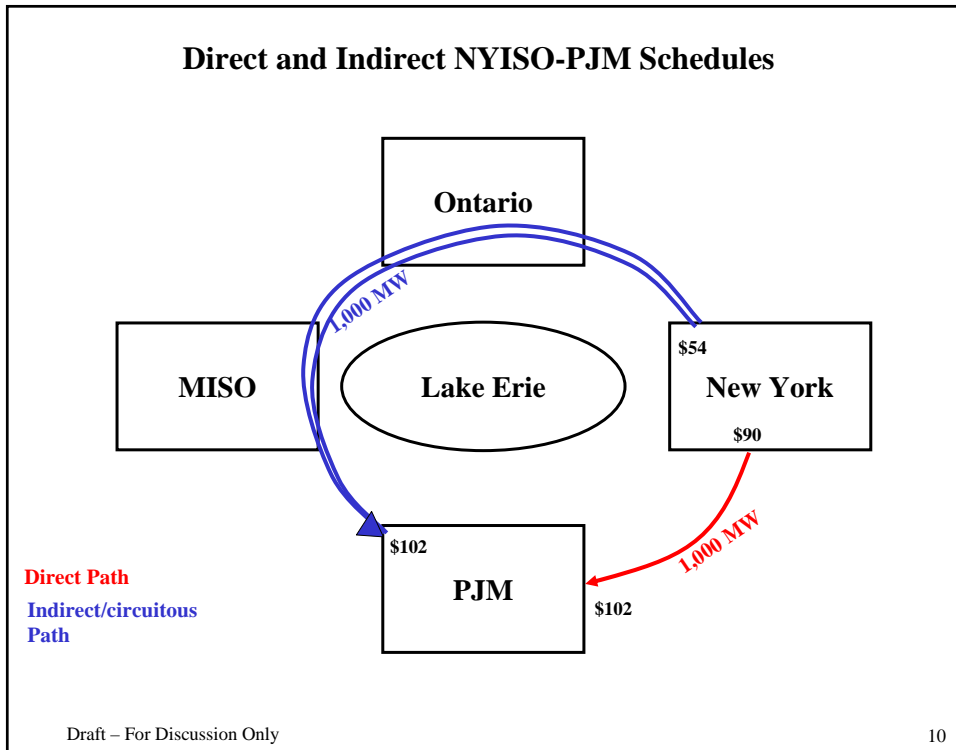 Direct and Indirect NYISO-PJM Schedules
Ontario
1,000 MW
MISO
Lake Erie
$54
New York
$90
$102
PJM
1,000 MW
$102
Direct Path
Indirect/circuitous
Path
Draft – For Discussion Only
10